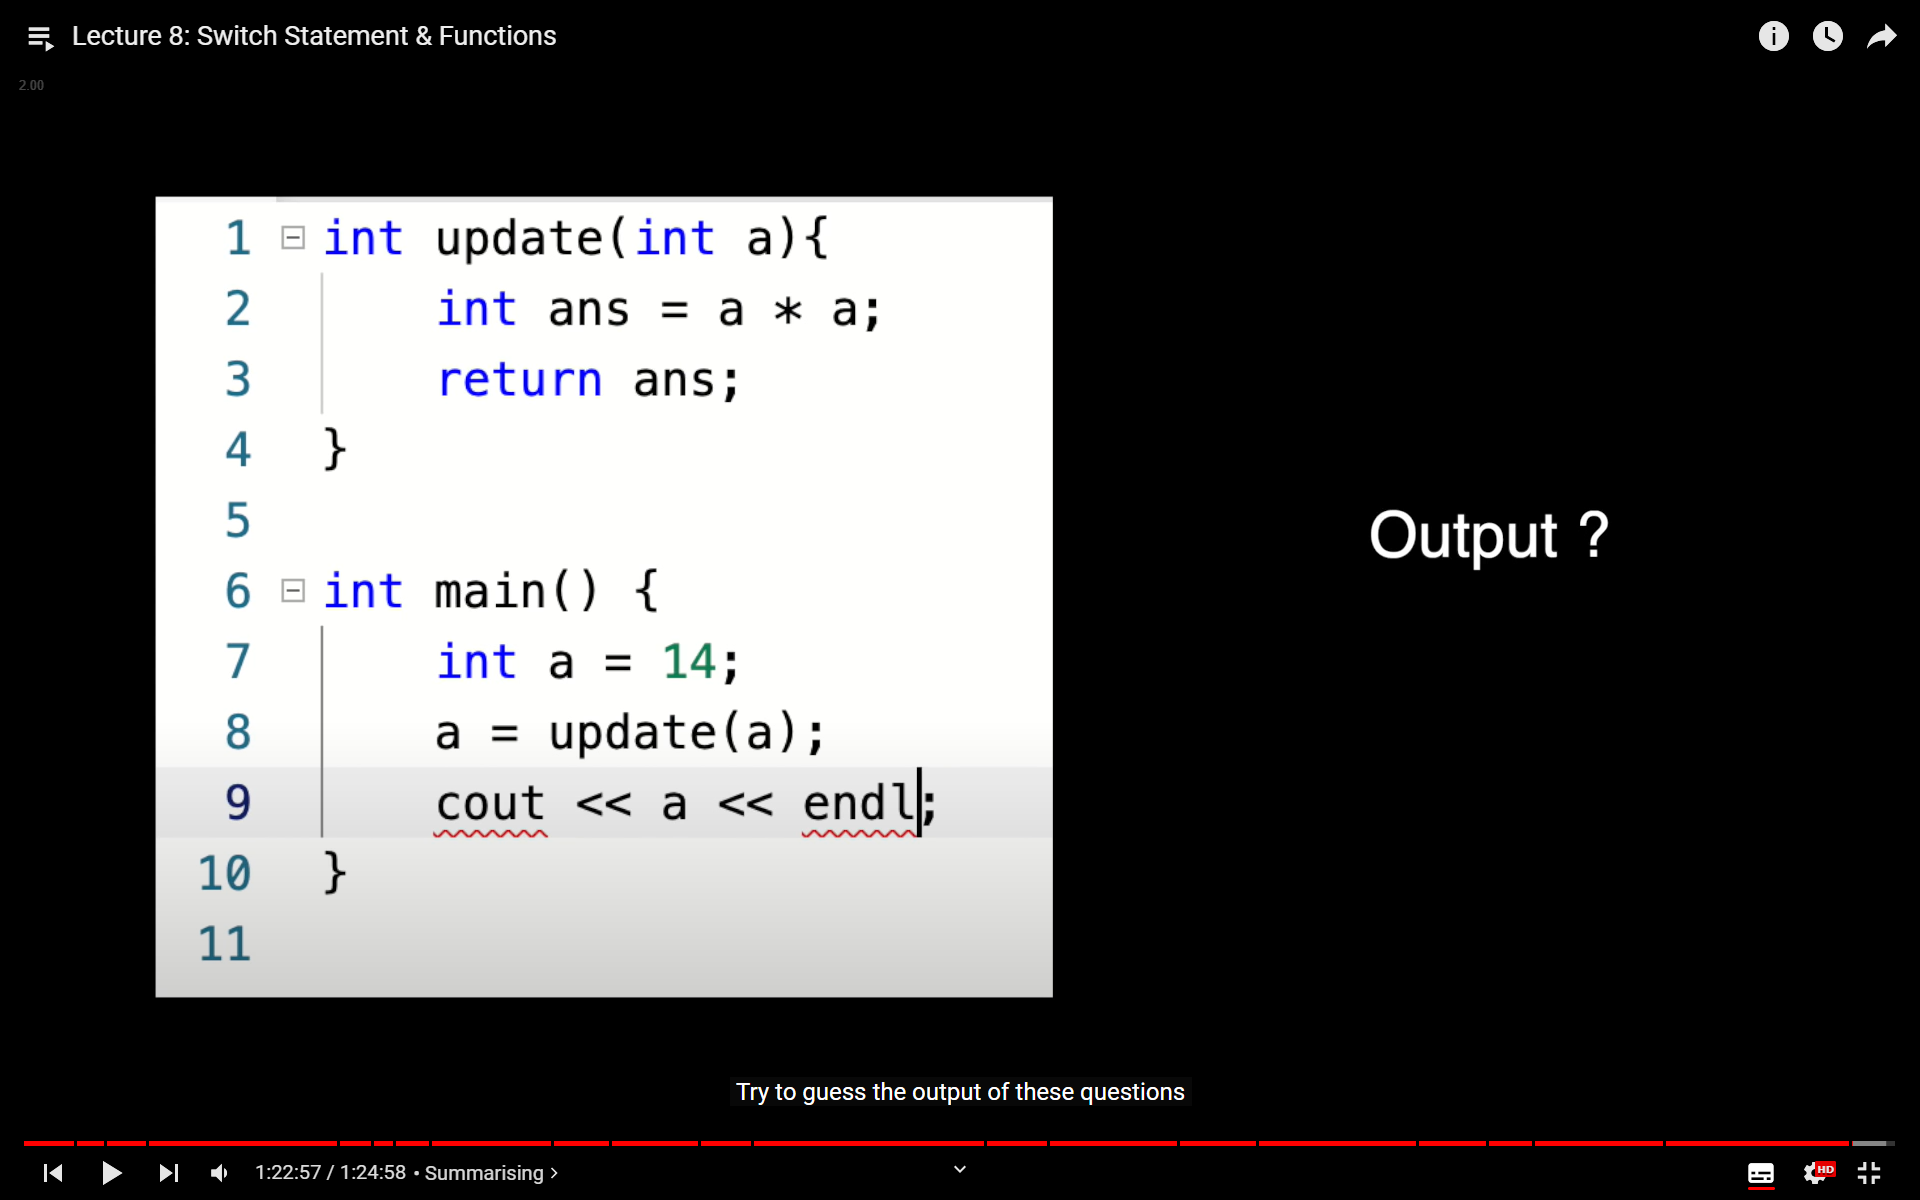 Lecture 8: Switch Statement & Functions
2.00
1 int update(int a){
2 int ans = a * a;
3 return ans;
4 }
5
6 int main() {
7 int a = 14;
8 a = update(a);
9 cout << a << endl;
10 }
11
Output ?
Try to guess the output of these questions
1:22:57 / 1:24:58 • Summarising >
HD